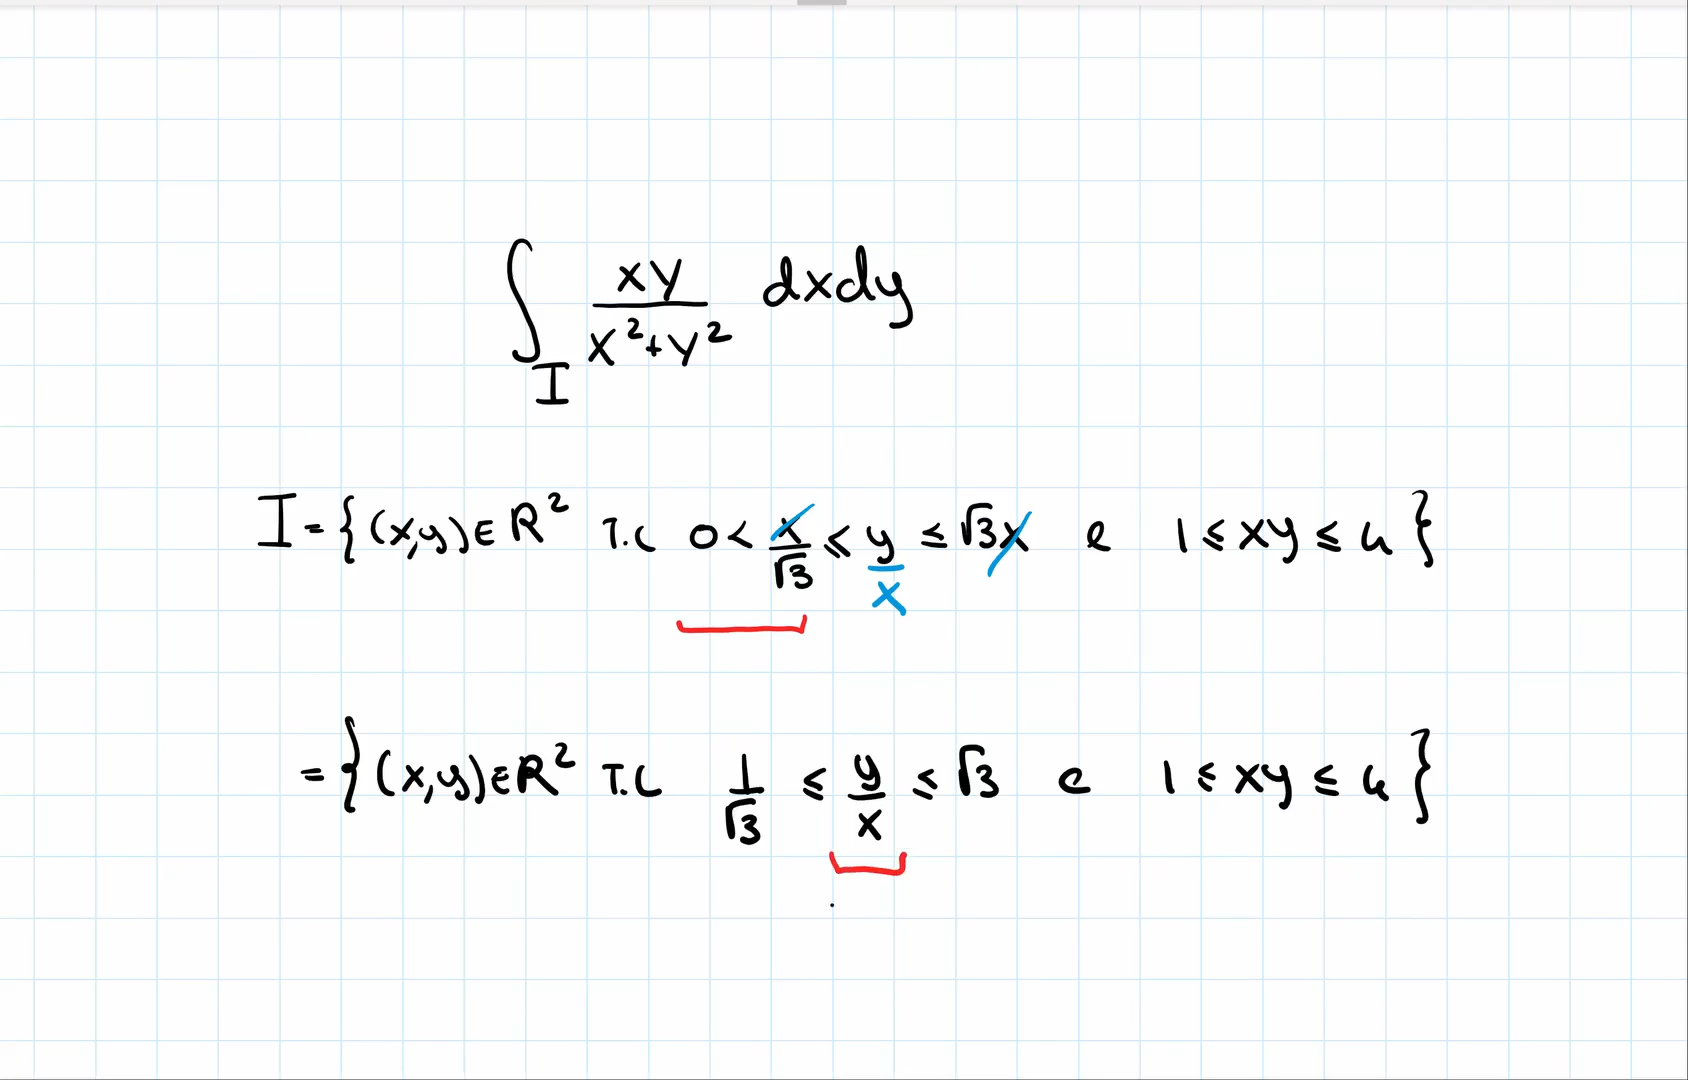 ∫_I xy/(x²+y²) dxdy
I = {(x,y) ∈ R² T.C 0 < x/√3 ≤ y/x ≤ √3x e 1 ≤ xy ≤ 4}
= {(x,y) ∈ R² T.C 1/√3 ≤ y/x ≤ √3 e 1 ≤ xy ≤ 4}